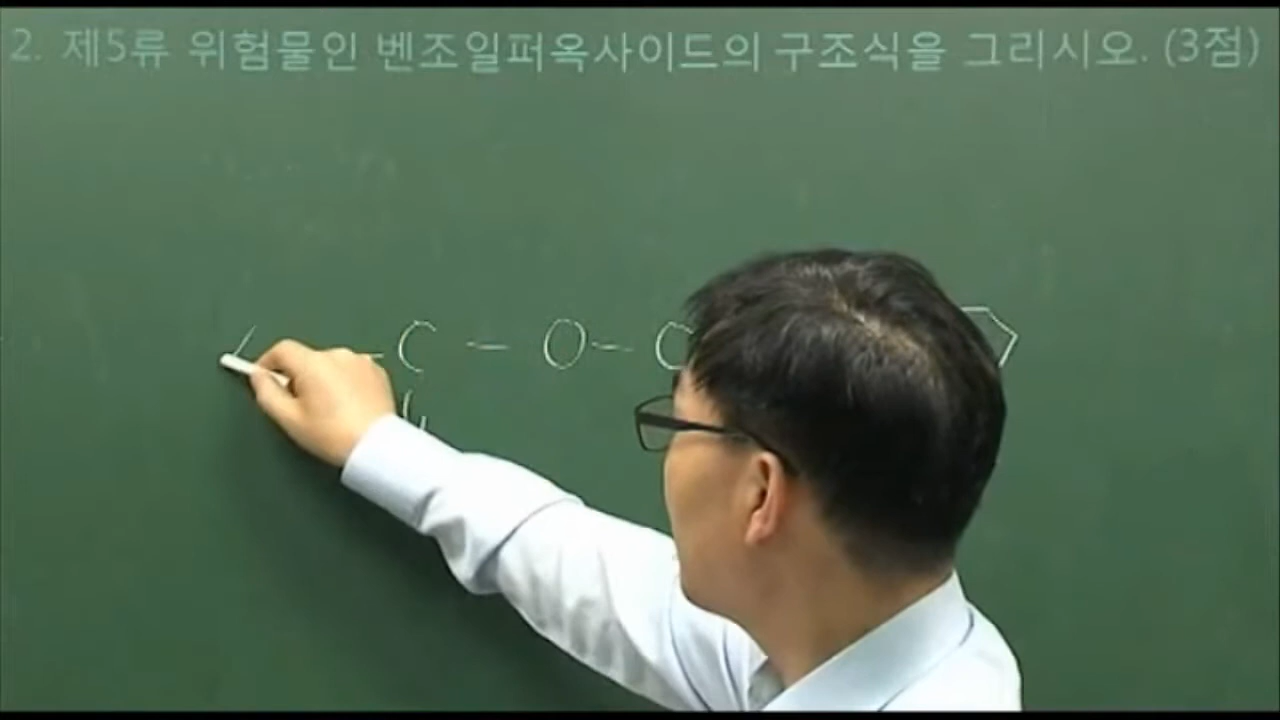 2. 제5류 위험물인 벤조일퍼옥사이드의 구조식을 그리시오. (3점)
C - O -